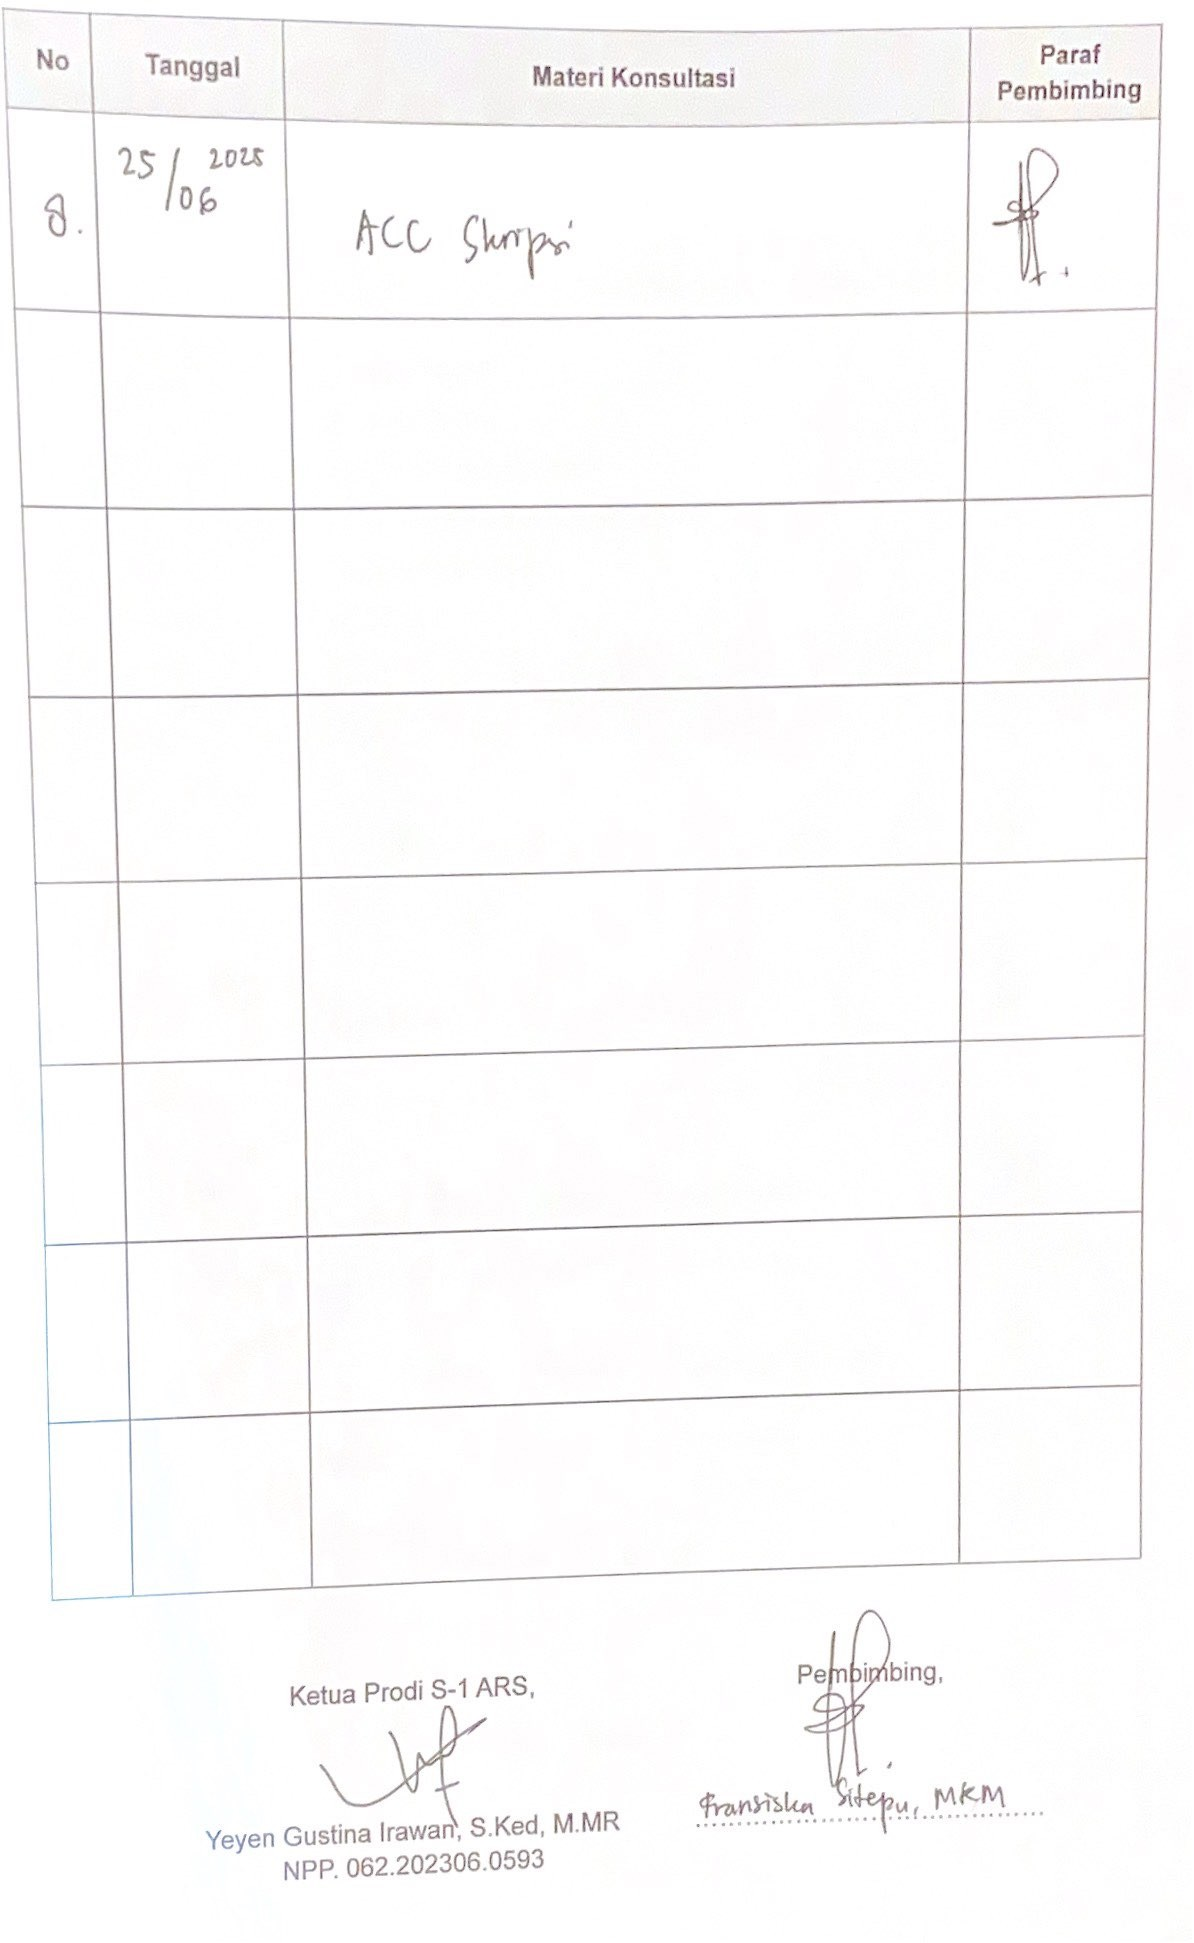 No Tanggal Materi Konsultasi Paraf Pembimbing
8. 25/06 2025 ACC Skripsi
Ketua Prodi S-1 ARS,
Yeyen Gustina Irawan, S.Ked, M.MR
NPP. 062.202306.0593
Pembimbing,
Fransiska Sitepu, MKM